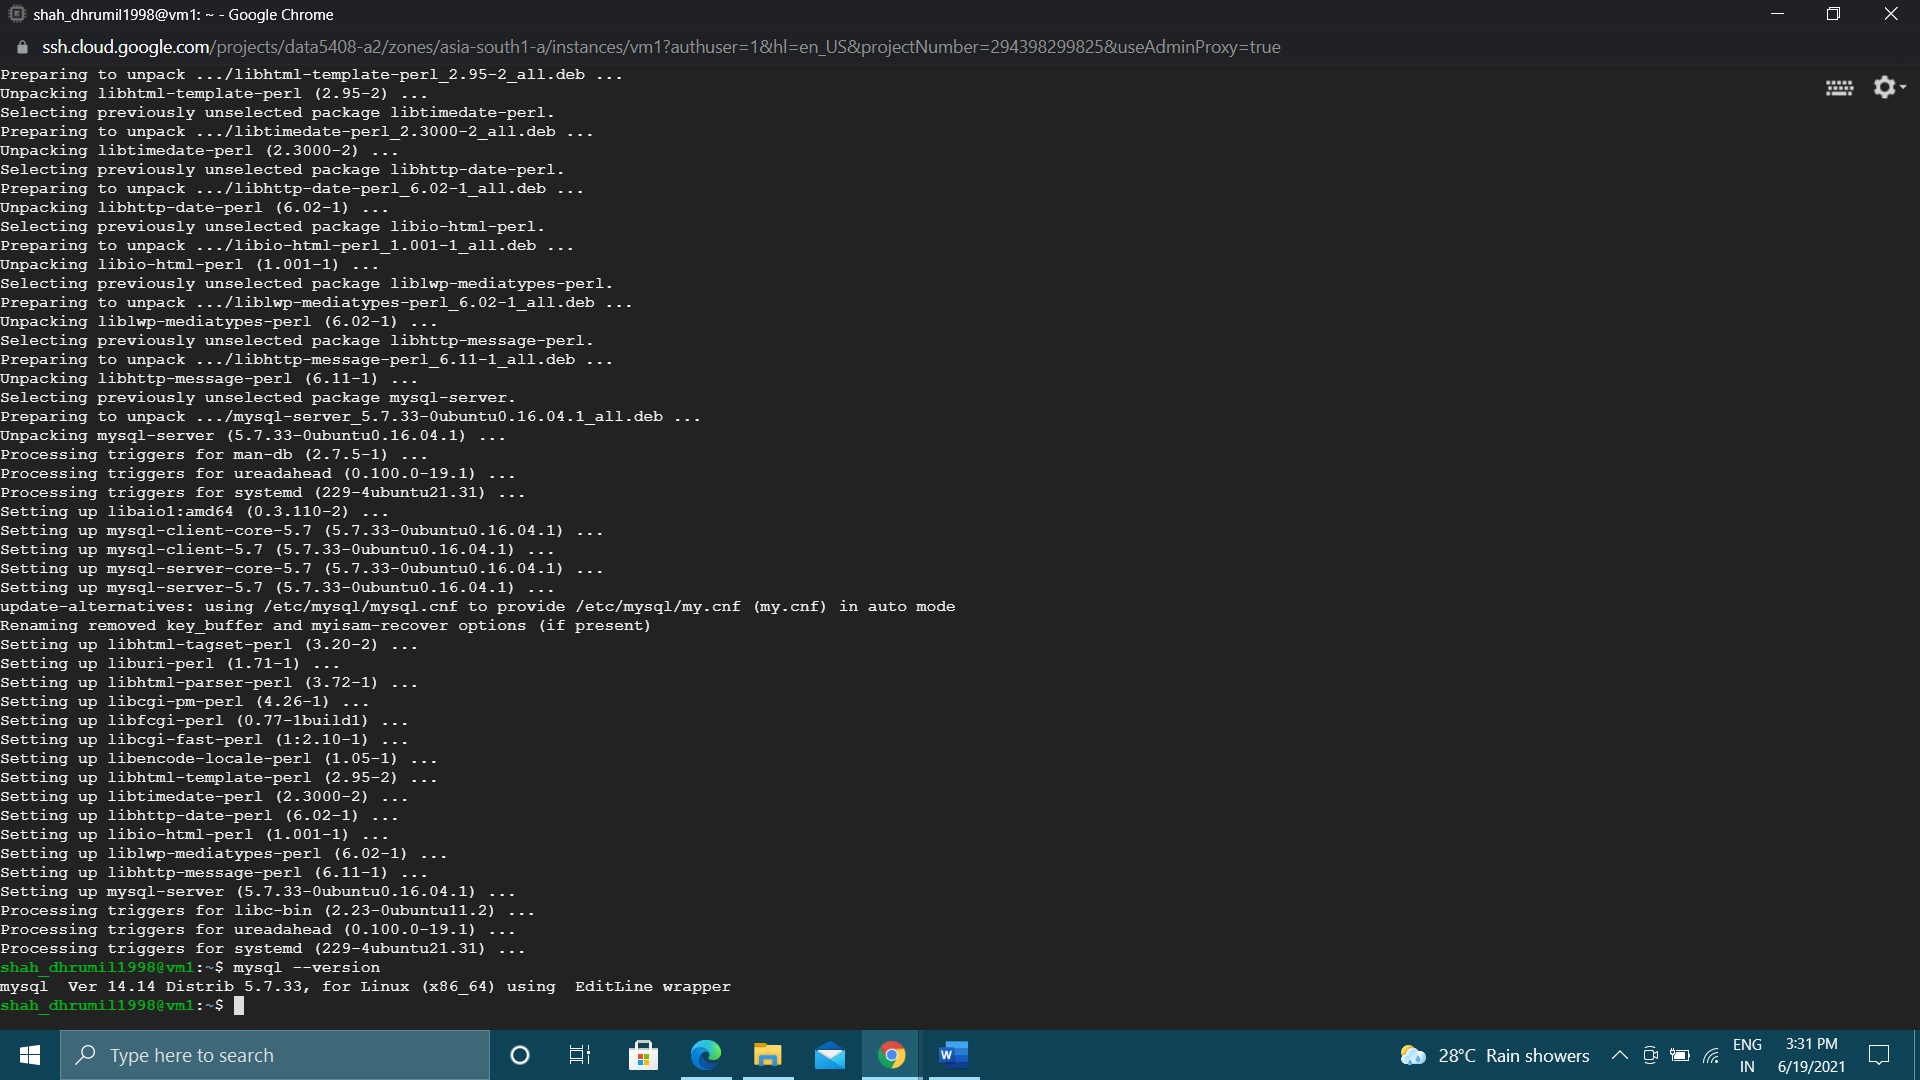 shah_dhrumil1998@vm1: ~ - Google Chrome
ssh.cloud.google.com/projects/data5408-a2/zones/asia-south1-a/instances/vm1?authuser=1&hl=en_US&projectNumber=294398299825&useAdminProxy=true
Preparing to unpack .../libhtml-template-perl_2.95-2_all.deb ...
Unpacking libhtml-template-perl (2.95-2) ...
Selecting previously unselected package libtimedate-perl.
Preparing to unpack .../libtimedate-perl_2.3000-2_all.deb ...
Unpacking libtimedate-perl (2.3000-2) ...
Selecting previously unselected package libhttp-date-perl.
Preparing to unpack .../libhttp-date-perl_6.02-1_all.deb ...
Unpacking libhttp-date-perl (6.02-1) ...
Selecting previously unselected package libio-html-perl.
Preparing to unpack .../libio-html-perl_1.001-1_all.deb ...
Unpacking libio-html-perl (1.001-1) ...
Selecting previously unselected package liblwp-mediatypes-perl.
Preparing to unpack .../liblwp-mediatypes-perl_6.02-1_all.deb ...
Unpacking liblwp-mediatypes-perl (6.02-1) ...
Selecting previously unselected package libhttp-message-perl.
Preparing to unpack .../libhttp-message-perl_6.11-1_all.deb ...
Unpacking libhttp-message-perl (6.11-1) ...
Selecting previously unselected package mysql-server.
Preparing to unpack .../mysql-server_5.7.33-0ubuntu0.16.04.1_all.deb ...
Unpacking mysql-server (5.7.33-0ubuntu0.16.04.1) ...
Processing triggers for man-db (2.7.5-1) ...
Processing triggers for ureadahead (0.100.0-19.1) ...
Processing triggers for systemd (229-4ubuntu21.31) ...
Setting up libaio1:amd64 (0.3.110-2) ...
Setting up mysql-client-core-5.7 (5.7.33-0ubuntu0.16.04.1) ...
Setting up mysql-client-5.7 (5.7.33-0ubuntu0.16.04.1) ...
Setting up mysql-server-core-5.7 (5.7.33-0ubuntu0.16.04.1) ...
Setting up mysql-server-5.7 (5.7.33-0ubuntu0.16.04.1) ...
update-alternatives: using /etc/mysql/mysql.cnf to provide /etc/mysql/my.cnf (my.cnf) in auto mode
Renaming removed key_buffer and myisam-recover options (if present)
Setting up libhtml-tagset-perl (3.20-2) ...
Setting up liburi-perl (1.71-1) ...
Setting up libhtml-parser-perl (3.72-1) ...
Setting up libcgi-pm-perl (4.26-1) ...
Setting up libfcgi-perl (0.77-1build1) ...
Setting up libcgi-fast-perl (1:2.10-1) ...
Setting up libencode-locale-perl (1.05-1) ...
Setting up libhtml-template-perl (2.95-2) ...
Setting up libtimedate-perl (2.3000-2) ...
Setting up libhttp-date-perl (6.02-1) ...
Setting up libio-html-perl (1.001-1) ...
Setting up liblwp-mediatypes-perl (6.02-1) ...
Setting up libhttp-message-perl (6.11-1) ...
Setting up mysql-server (5.7.33-0ubuntu0.16.04.1) ...
Processing triggers for libc-bin (2.23-0ubuntu11.2) ...
Processing triggers for ureadahead (0.100.0-19.1) ...
Processing triggers for systemd (229-4ubuntu21.31) ...
shah_dhrumil1998@vm1:~$ mysql --version
mysql  Ver 14.14 Distrib 5.7.33, for Linux (x86_64) using  EditLine wrapper
shah_dhrumil1998@vm1:~$
Type here to search
W
28°C Rain showers
ENG
IN
3:31 PM
6/19/2021